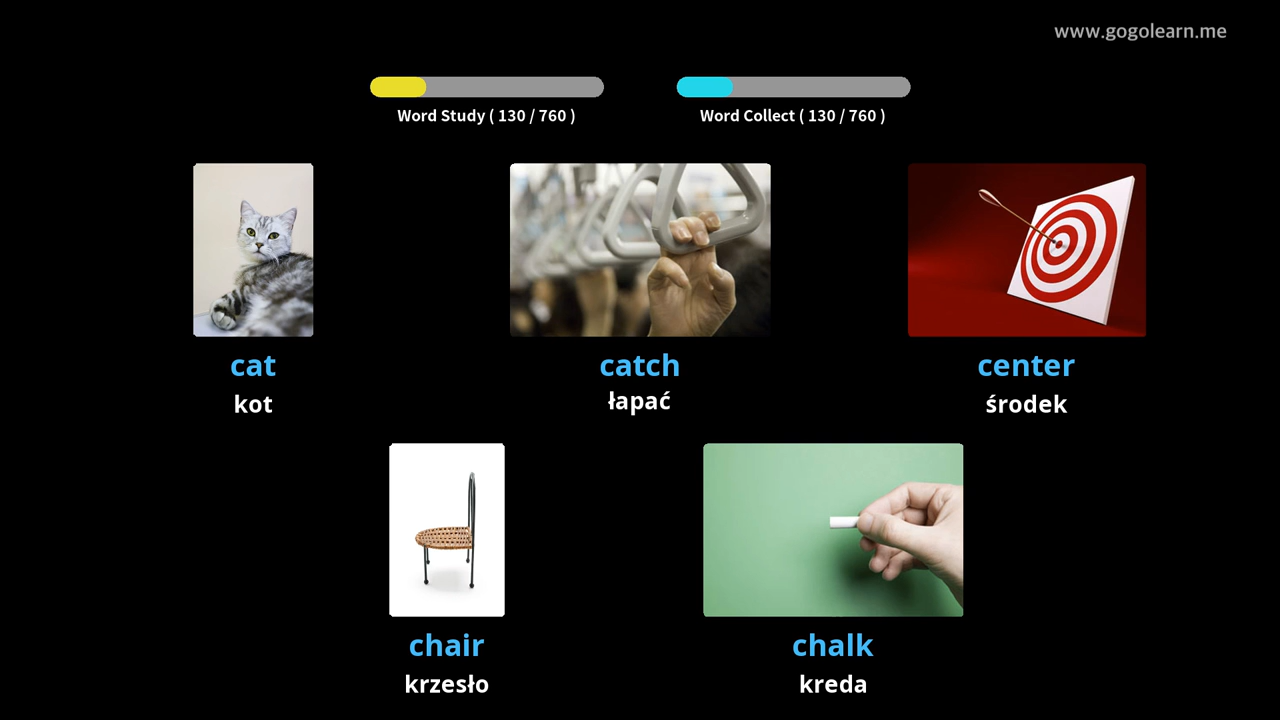 www.gogolearn.me
Word Study ( 130 / 760 )
Word Collect ( 130 / 760 )
cat
kot
catch
łapać
center
środek
chair
krzesło
chalk
kreda